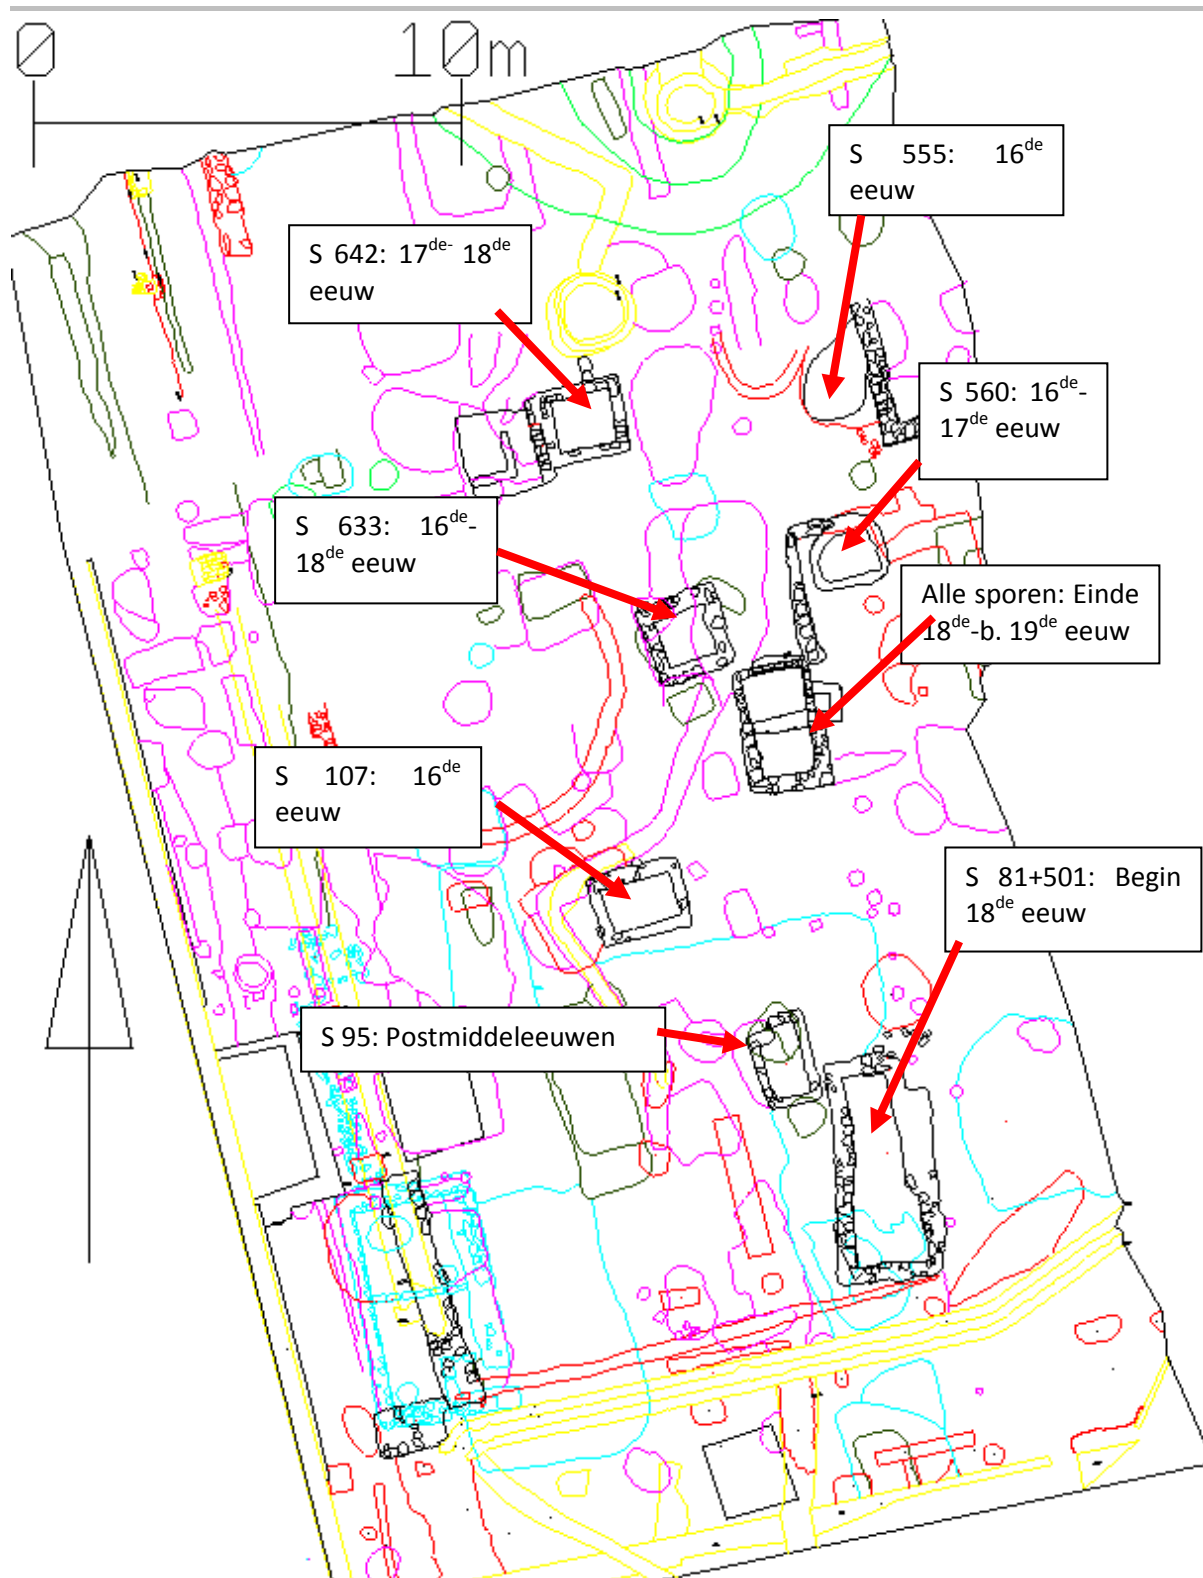 0 10m
S 555: 16de
eeuw
S 642: 17de- 18de
eeuw
S 560: 16de-
17de eeuw
S 633: 16de-
18de eeuw
Alle sporen: Einde
18de-b. 19de eeuw
S 107: 16de
eeuw
S 81+501: Begin
18de eeuw
S 95: Postmiddeleeuwen